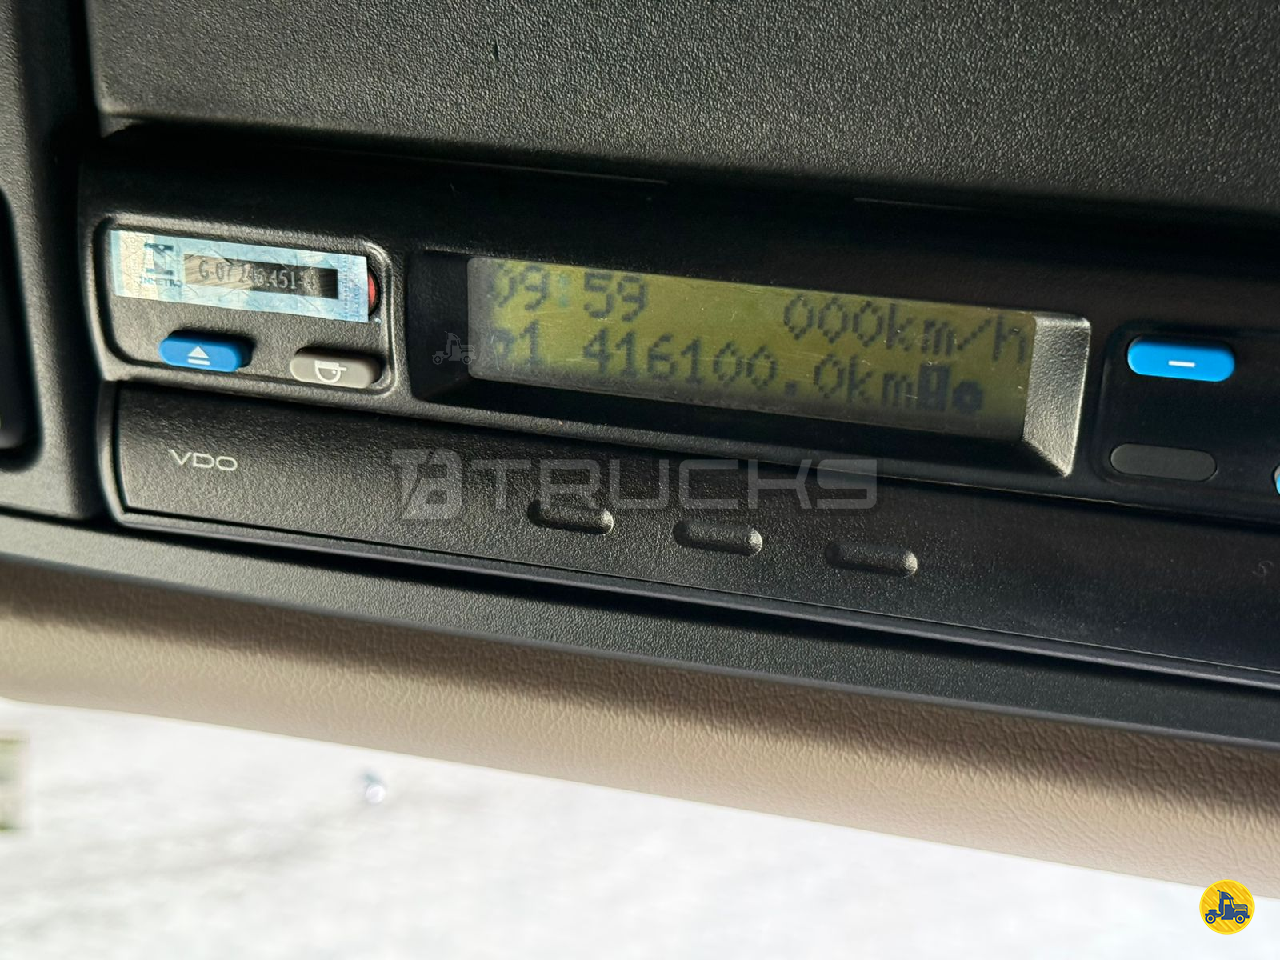 INMETRO
09:59
000km/h
1 416100.0km
VDO
TRUCKS